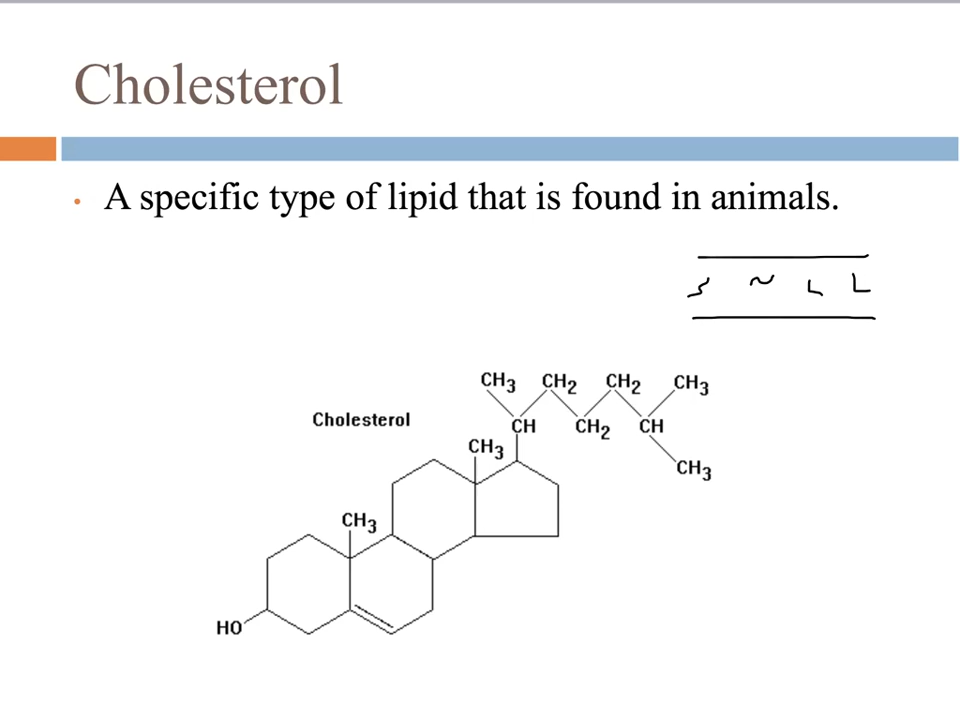 Cholesterol
• A specific type of lipid that is found in animals.
CH3 CH2 CH2 CH3
Cholesterol
CH CH2 CH
CH3
CH3
CH3
HO